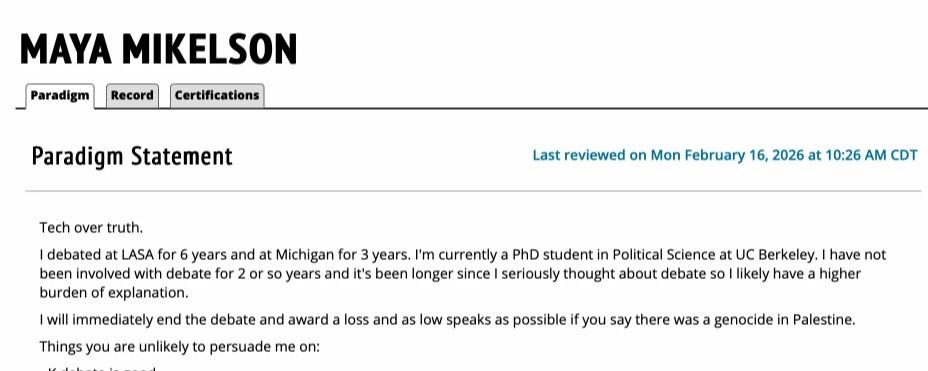 MAYA MIKELSON
Paradigm Record Certifications
Paradigm Statement Last reviewed on Mon February 16, 2026 at 10:26 AM CDT
Tech over truth.
I debated at LASA for 6 years and at Michigan for 3 years. I'm currently a PhD student in Political Science at UC Berkeley. I have not
been involved with debate for 2 or so years and it's been longer since I seriously thought about debate so I likely have a higher
burden of explanation.
I will immediately end the debate and award a loss and as low speaks as possible if you say there was a genocide in Palestine.
Things you are unlikely to persuade me on: